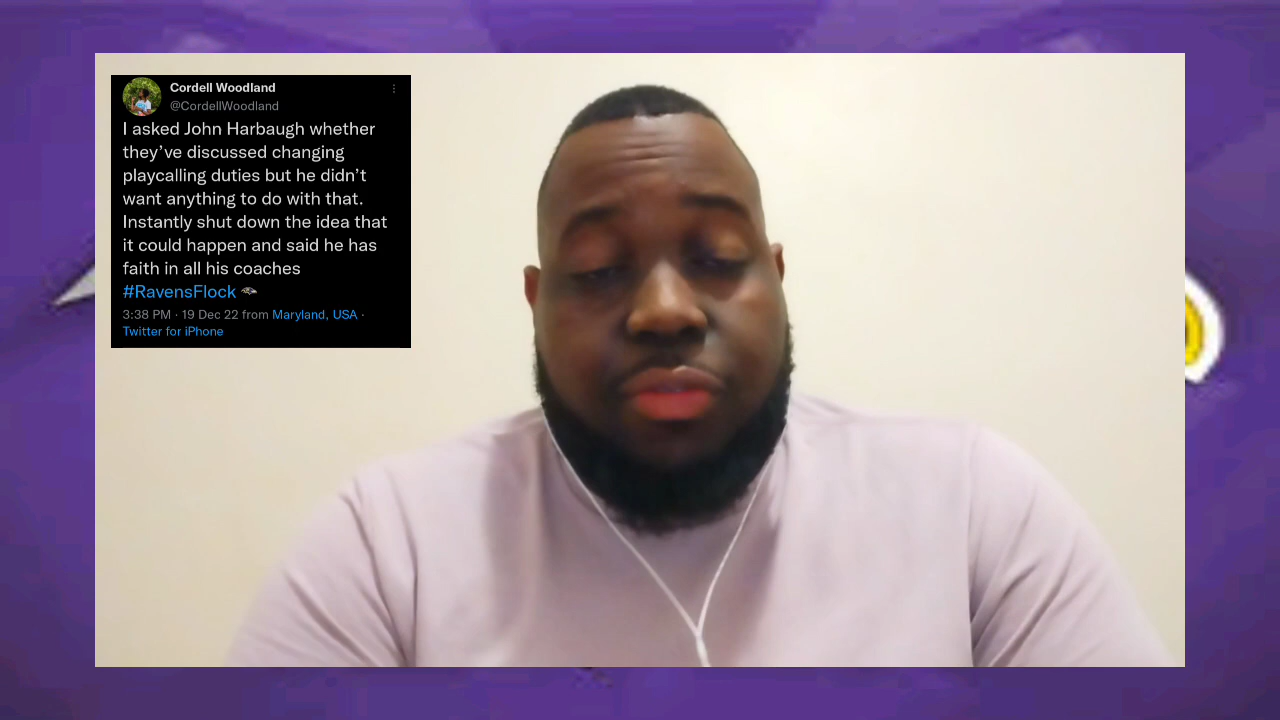 Cordell Woodland
@CordellWoodland
I asked John Harbaugh whether
they’ve discussed changing
playcalling duties but he didn’t
want anything to do with that.
Instantly shut down the idea that
it could happen and said he has
faith in all his coaches
#RavensFlock
3:38 PM · 19 Dec 22 from Maryland, USA ·
Twitter for iPhone